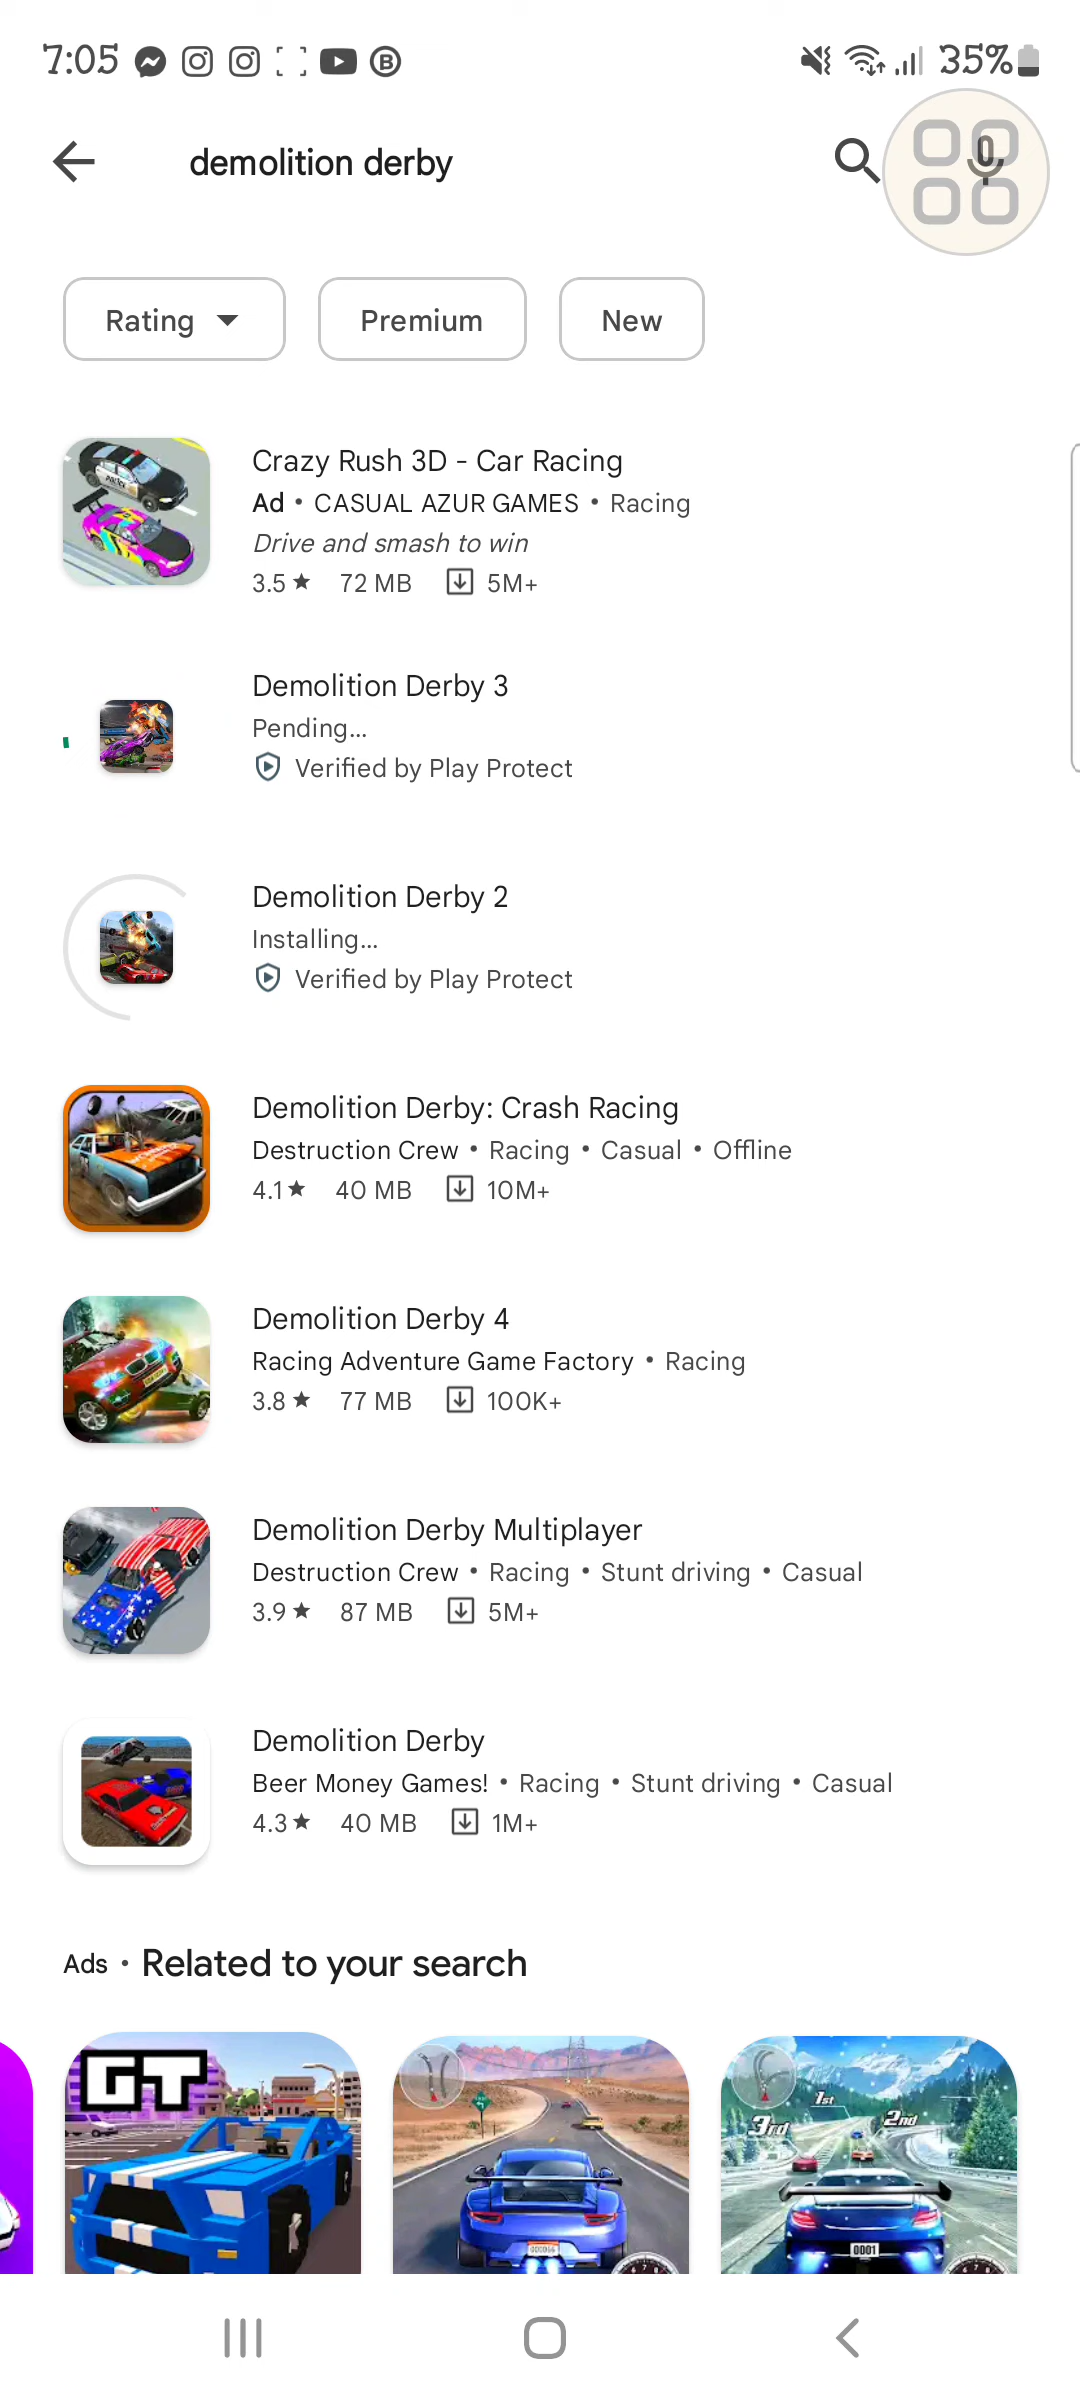 7:05
35%
demolition derby
Rating
Premium
New
Crazy Rush 3D - Car Racing
Ad • CASUAL AZUR GAMES • Racing
Drive and smash to win
3.5 ★ 72 MB 5M+
Demolition Derby 3
Pending...
Verified by Play Protect
Demolition Derby 2
Installing...
Verified by Play Protect
Demolition Derby: Crash Racing
Destruction Crew • Racing • Casual • Offline
4.1 ★ 40 MB 10M+
Demolition Derby 4
Racing Adventure Game Factory • Racing
3.8 ★ 77 MB 100K+
Demolition Derby Multiplayer
Destruction Crew • Racing • Stunt driving • Casual
3.9 ★ 87 MB 5M+
Demolition Derby
Beer Money Games! • Racing • Stunt driving • Casual
4.3 ★ 40 MB 1M+
Ads • Related to your search
GT
1st
2nd
3rd
0001